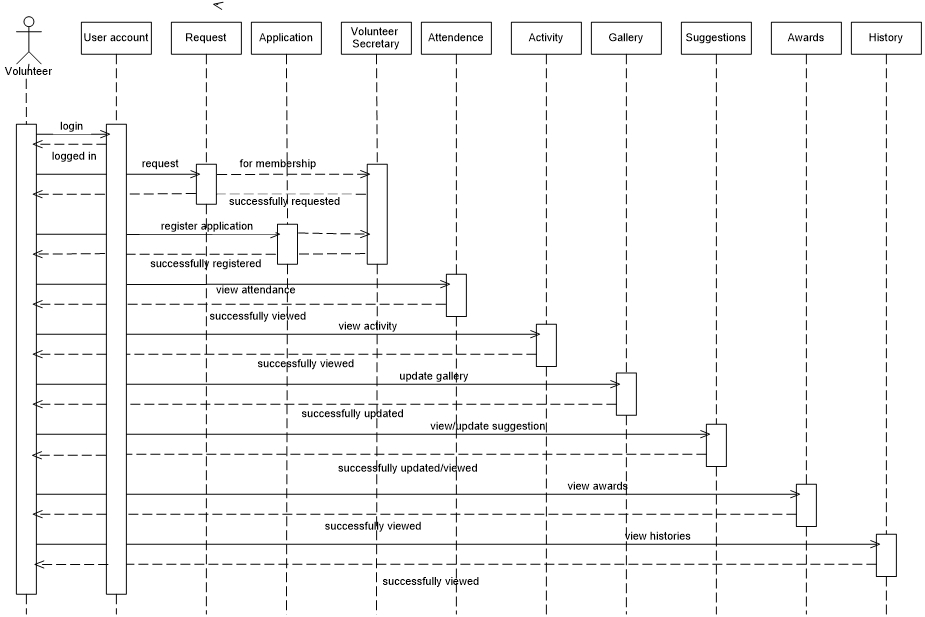 Volunteer
User account
Request
Application
Volunteer
Secretary
Attendence
Activity
Gallery
Suggestions
Awards
History
login
logged in
request
for membership
successfully requested
register application
successfully registered
view attendance
successfully viewed
view activity
successfully viewed
update gallery
successfully updated
view/update suggestion
successfully updated/viewed
view awards
successfully viewed
view histories
successfully viewed